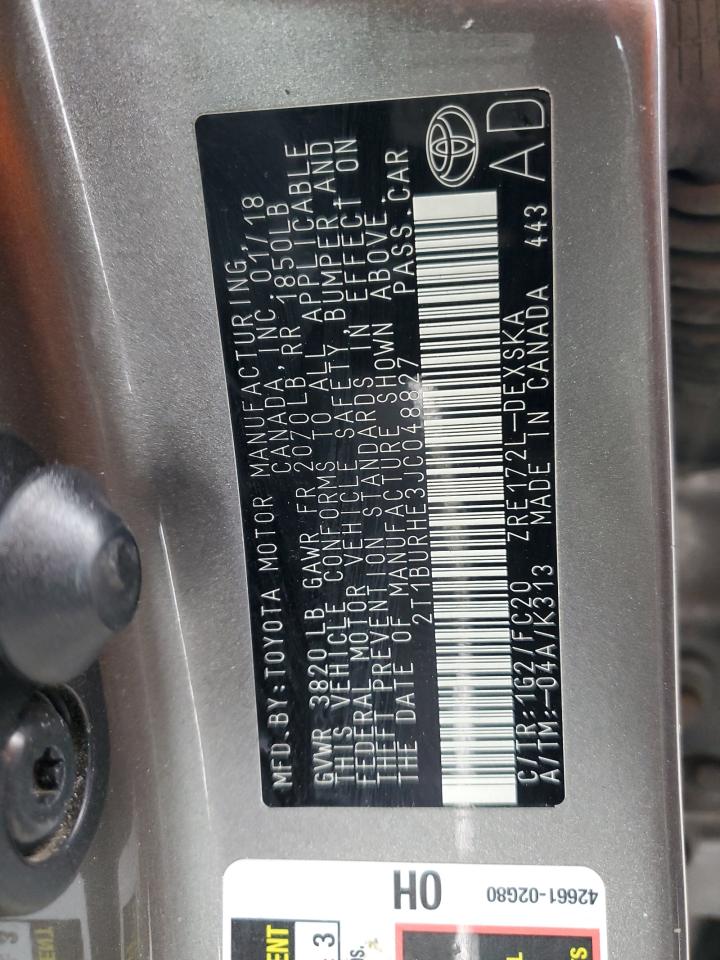 MFD.BY:TOYOTA MOTOR MANUFACTURING,
CANADA,INC.01/18
GVWR 3820 LB GAWR FR 2070LB RR 1850LB
THIS VEHICLE CONFORMS TO ALL APPLICABLE
FEDERAL MOTOR VEHICLE SAFETY, BUMPER,AND
THEFT PREVENTION STANDARDS IN EFFECT ON
THE DATE OF MANUFACTURE SHOWN ABOVE.
2T1BURHE3JC048827 PASS.CAR
C/TR:1G2/FC20 ZRE172L-DEXSKA
A/TM:-04A/K313 MADE IN CANADA 443
AD
OH
42661-02G80
3